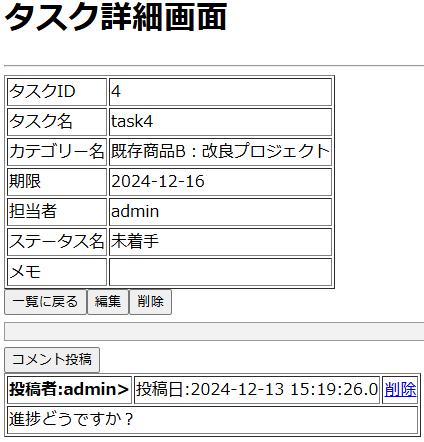 タスク詳細画面
タスクID 4
タスク名 task4
カテゴリー名 既存商品B：改良プロジェクト
期限 2024-12-16
担当者 admin
ステータス名 未着手
メモ
一覧に戻る 編集 削除
コメント投稿
投稿者:admin> 投稿日:2024-12-13 15:19:26.0 削除
進捗どうですか？